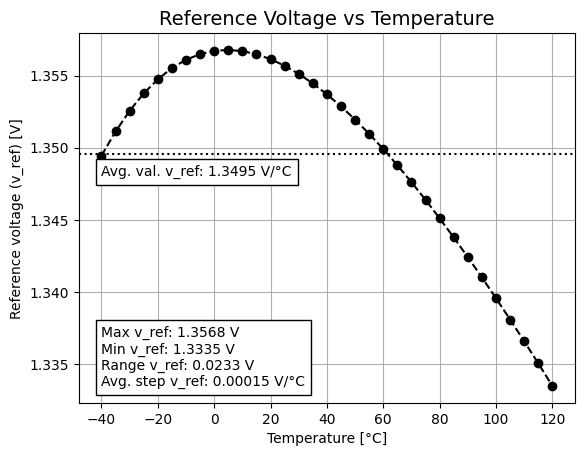 Reference Voltage vs Temperature
Reference voltage (v_ref) [V]
1.355
1.350
1.345
1.340
1.335
Avg. val. v_ref: 1.3495 V/°C
Max v_ref: 1.3568 V
Min v_ref: 1.3335 V
Range v_ref: 0.0233 V
Avg. step v_ref: 0.00015 V/°C
−40 −20 0 20 40 60 80 100 120
Temperature [°C]